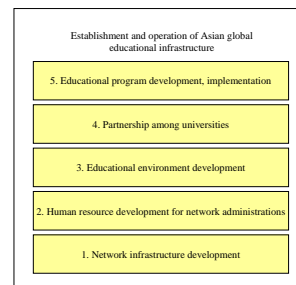 Establishment and operation of Asian global
educational infrastructure
5. Educational program development, implementation
4. Partnership among universities
3. Educational environment development
2. Human resource development for network administrations
1. Network infrastructure development